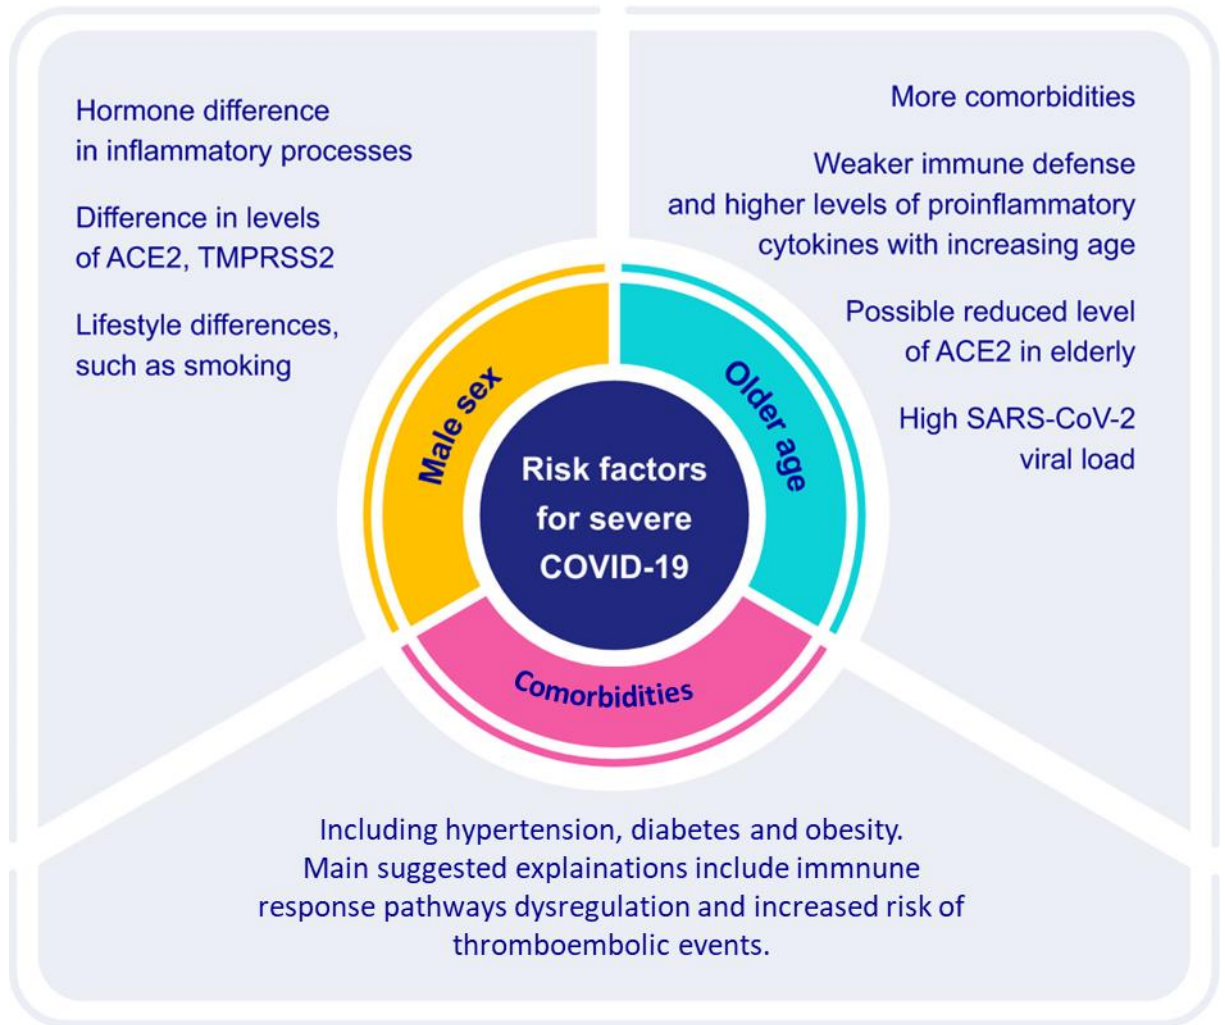 Hormone difference
in inflammatory processes
Difference in levels
of ACE2, TMPRSS2
Lifestyle differences,
such as smoking
More comorbidities
Weaker immune defense
and higher levels of proinflammatory
cytokines with increasing age
Possible reduced level
of ACE2 in elderly
High SARS-CoV-2
viral load
Male sex
Older age
Risk factors
for severe
COVID-19
Comorbidities
Including hypertension, diabetes and obesity.
Main suggested explainations include immnune
response pathways dysregulation and increased risk of
thromboembolic events.